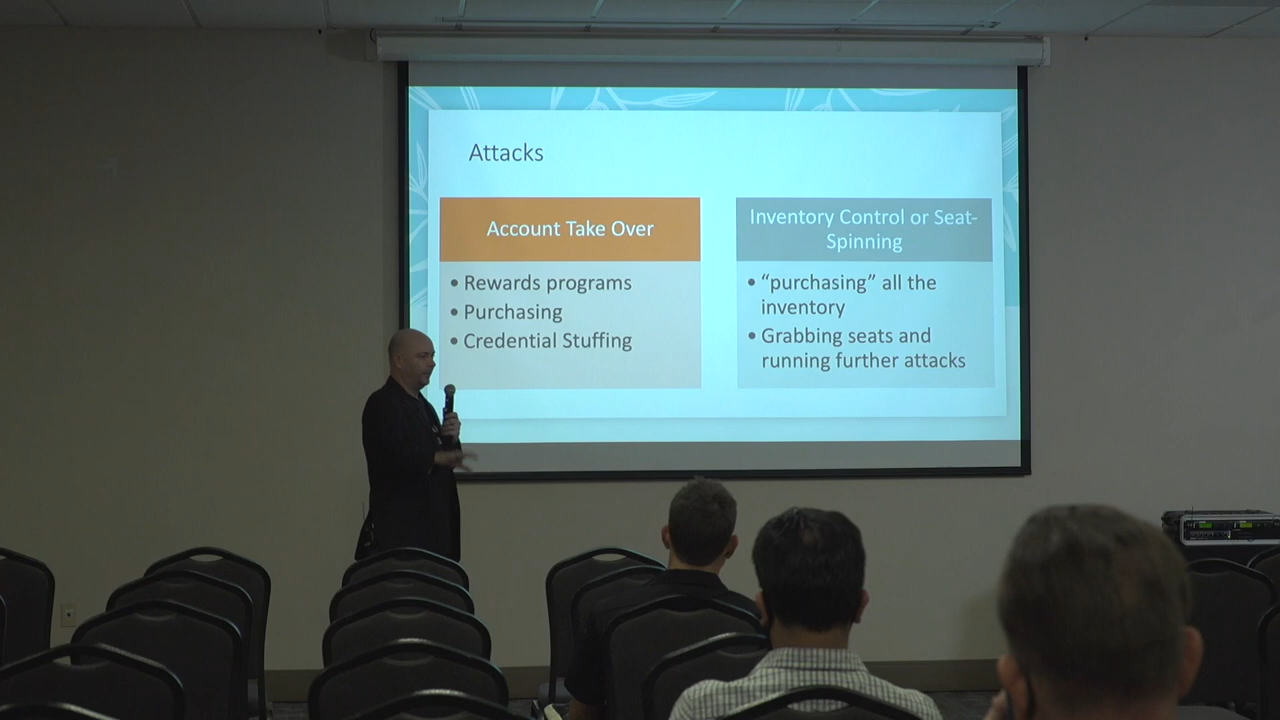 Attacks
Account Take Over
• Rewards programs
• Purchasing
• Credential Stuffing
Inventory Control or Seat-
Spinning
• “purchasing” all the
inventory
• Grabbing seats and
running further attacks